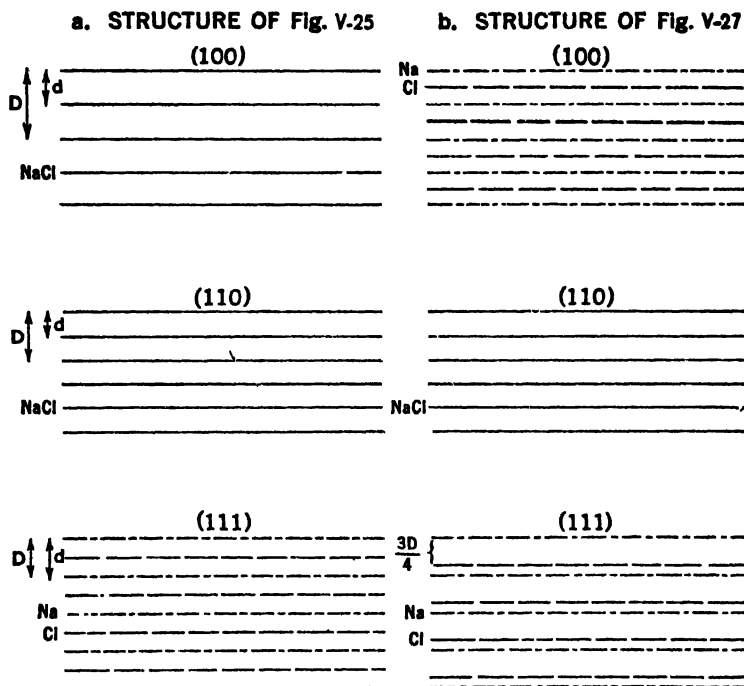 a. STRUCTURE OF Fig. V-25
b. STRUCTURE OF Fig. V-27
(100)
(100)
D
d
NaCl
Na
Cl
(110)
(110)
D
d
NaCl
NaCl
(111)
(111)
D
d
Na
Cl
3D
4
Na
Cl